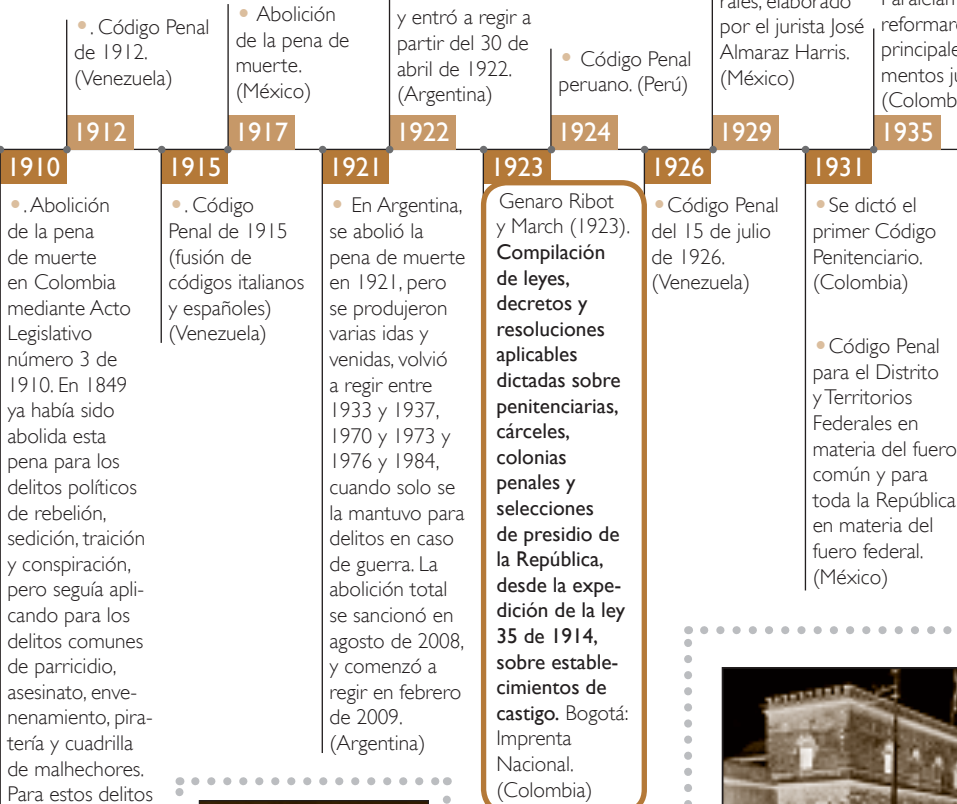 • . Código Penal
de 1912.
(Venezuela)
1912
• Abolición
de la pena de
muerte.
(México)
1917
y entró a regir a
partir del 30 de
abril de 1922.
(Argentina)
1922
• Código Penal
peruano. (Perú)
1924
por el jurista José
Almaraz Harris.
(México)
1929
(Colomb
1935
1910
• . Abolición
de la pena
de muerte
en Colombia
mediante Acto
Legislativo
número 3 de
1910. En 1849
ya había sido
abolida esta
pena para los
delitos políticos
de rebelión,
sedición, traición
y conspiración,
pero seguía apli-
cando para los
delitos comunes
de parricidio,
asesinato, enve-
nenamiento, pira-
tería y cuadrilla
de malhechores.
Para estos delitos
1915
• . Código
Penal de 1915
(fusión de
códigos italianos
y españoles)
(Venezuela)
1921
• En Argentina,
se abolió la
pena de muerte
en 1921, pero
se produjeron
varias idas y
venidas, volvió
a regir entre
1933 y 1937,
1970 y 1973 y
1976 y 1984,
cuando solo se
la mantuvo para
delitos en caso
de guerra. La
abolición total
se sancionó en
agosto de 2008,
y comenzó a
regir en febrero
de 2009.
(Argentina)
1923
Genaro Ribot
y March (1923).
Compilación
de leyes,
decretos y
resoluciones
aplicables
dictadas sobre
penitenciarias,
cárceles,
colonias
penales y
selecciones
de presidio de
la República,
desde la expe-
dición de la ley
35 de 1914,
sobre estable-
cimientos de
castigo. Bogotá:
Imprenta
Nacional.
(Colombia)
1926
• Código Penal
del 15 de julio
de 1926.
(Venezuela)
1931
• Se dictó el
primer Código
Penitenciario.
(Colombia)
• Código Penal
para el Distrito
y Territorios
Federales en
materia del fuero
común y para
toda la República
en materia del
fuero federal.
(México)